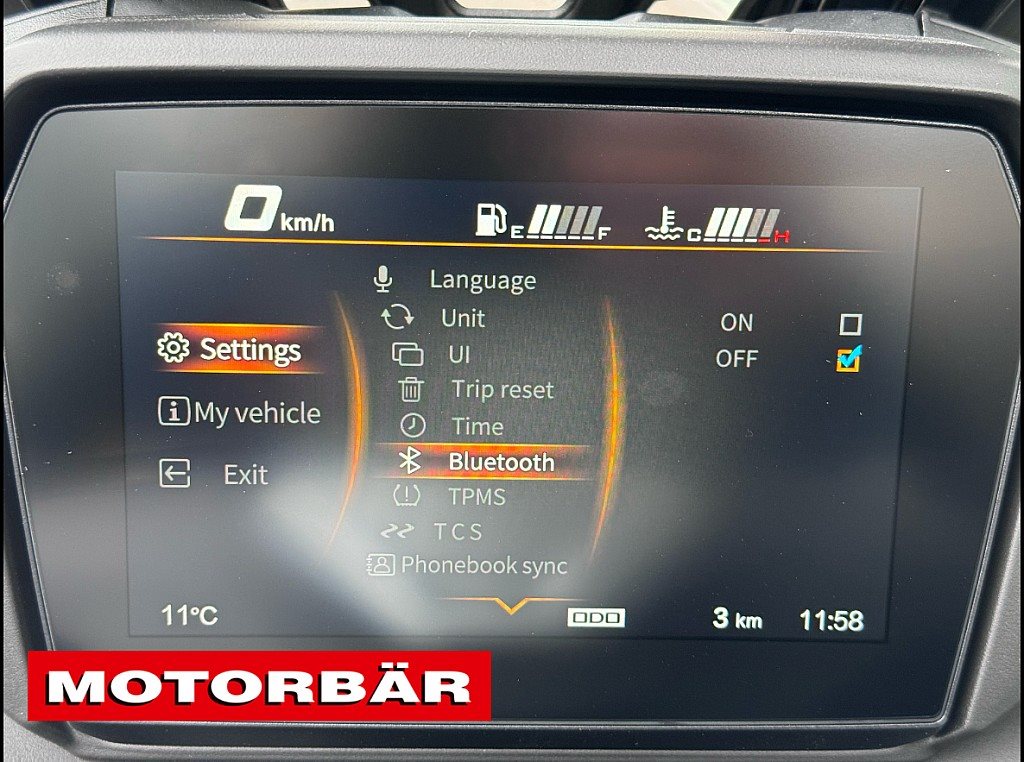 0 km/h E F C H
Language
Unit ON
Settings UI OFF
Trip reset
My vehicle Time
Bluetooth
Exit
TPMS
TCS
Phonebook sync
11°C ODO 3 km 11:58
MOTORBÄR